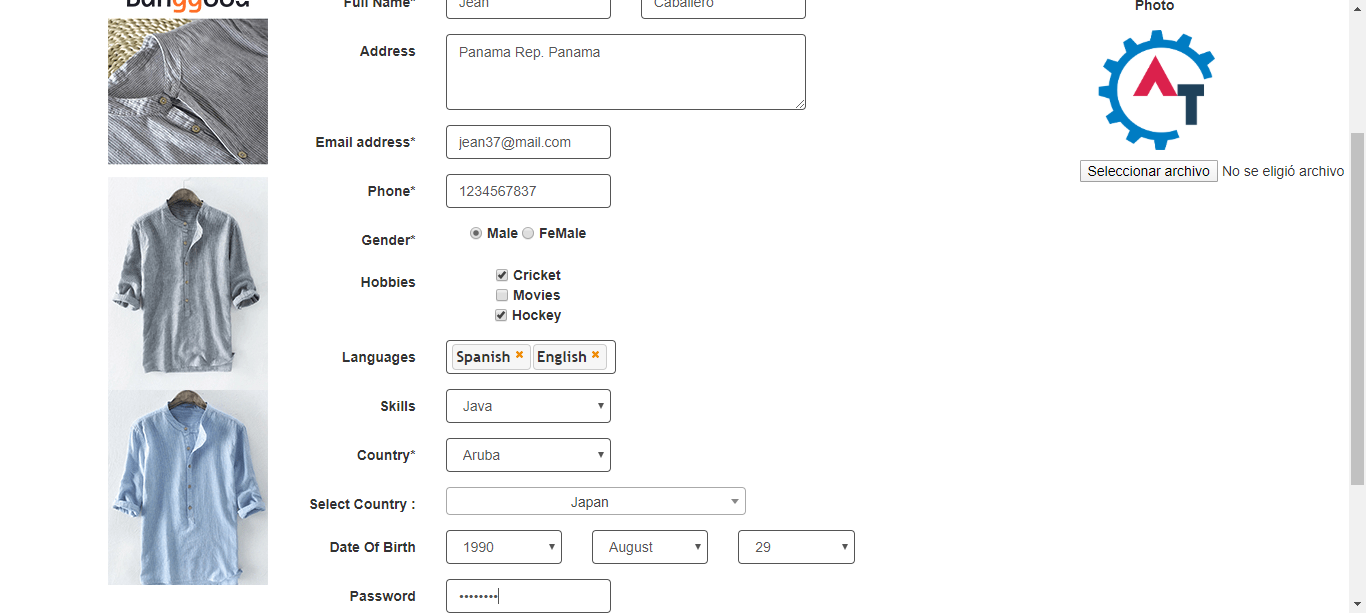 Banggood
Full Name* Jean Caballero
Photo
Address Panama Rep. Panama
AT
Email address* jean37@mail.com
Seleccionar archivo No se eligió archivo
Phone* 1234567837
Gender* Male FeMale
Hobbies Cricket
Movies
Hockey
Languages Spanish English
Skills Java
Country* Aruba
Select Country : Japan
Date Of Birth 1990 August 29
Password ••••••••